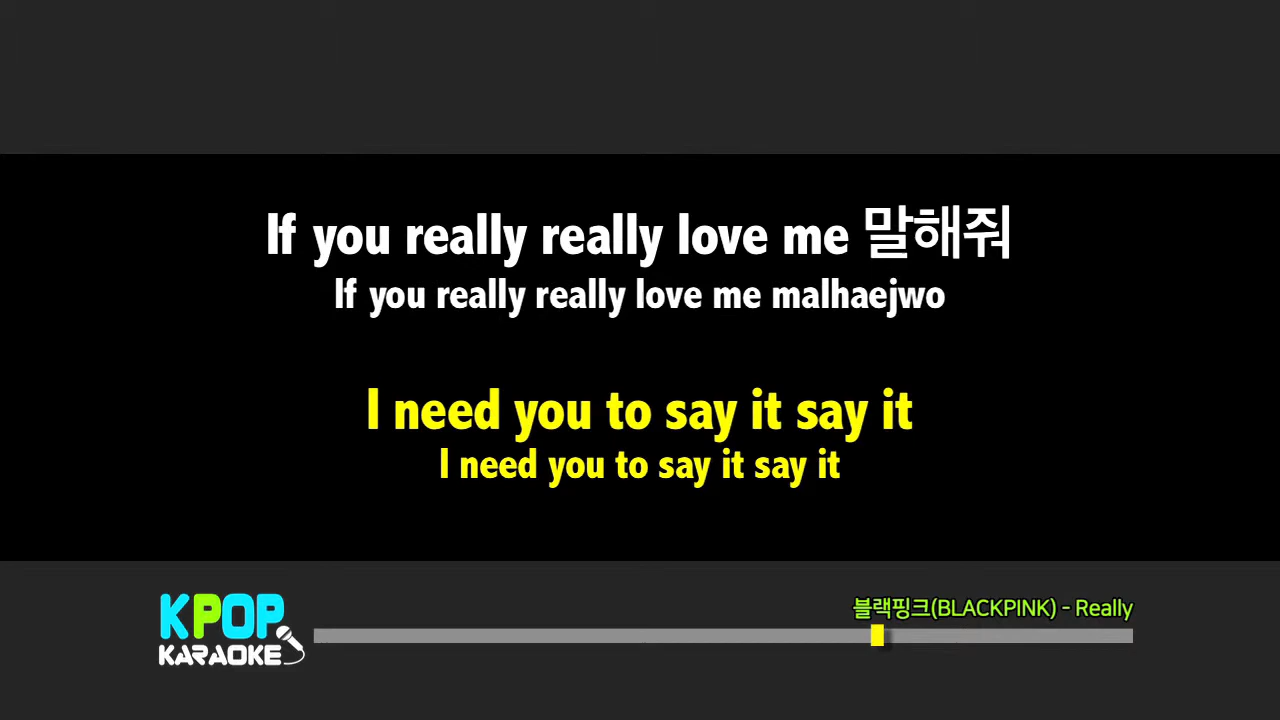 If you really really love me 말해줘
If you really really love me malhaejwo
I need you to say it say it
I need you to say it say it
블랙핑크(BLACKPINK) - Really
KPOP
KARAOKE